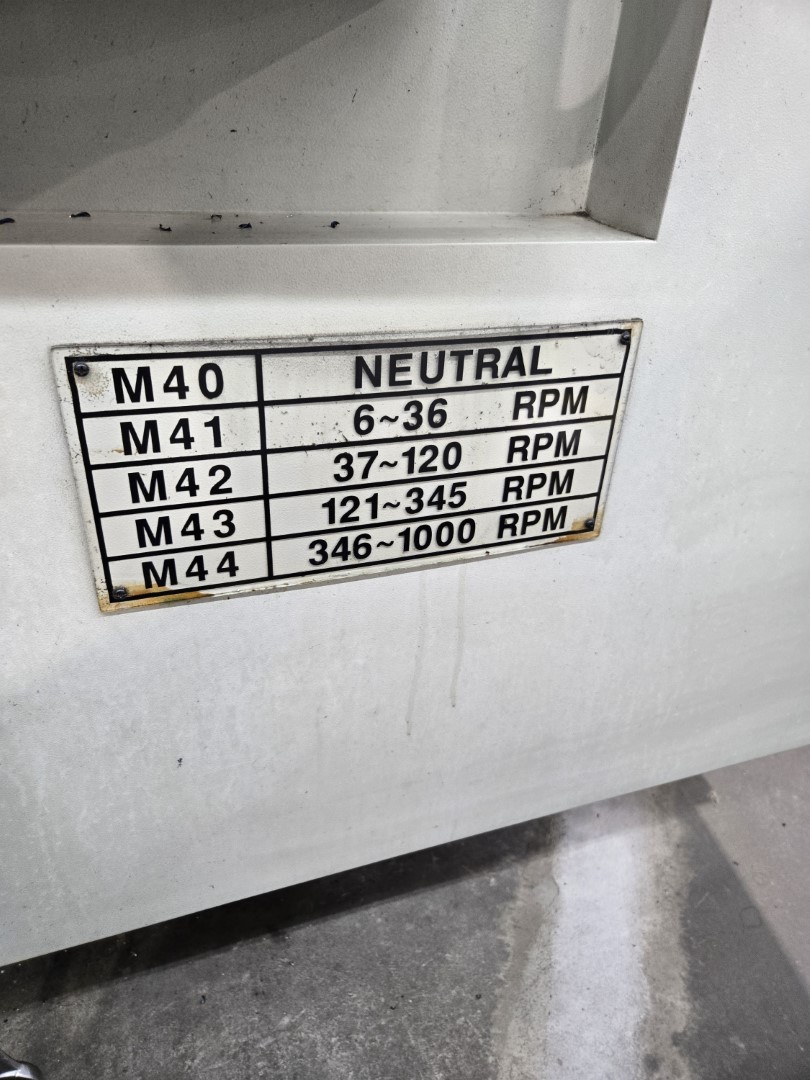 M40 NEUTRAL
M41 6~36 RPM
M42 37~120 RPM
M43 121~345 RPM
M44 346~1000 RPM